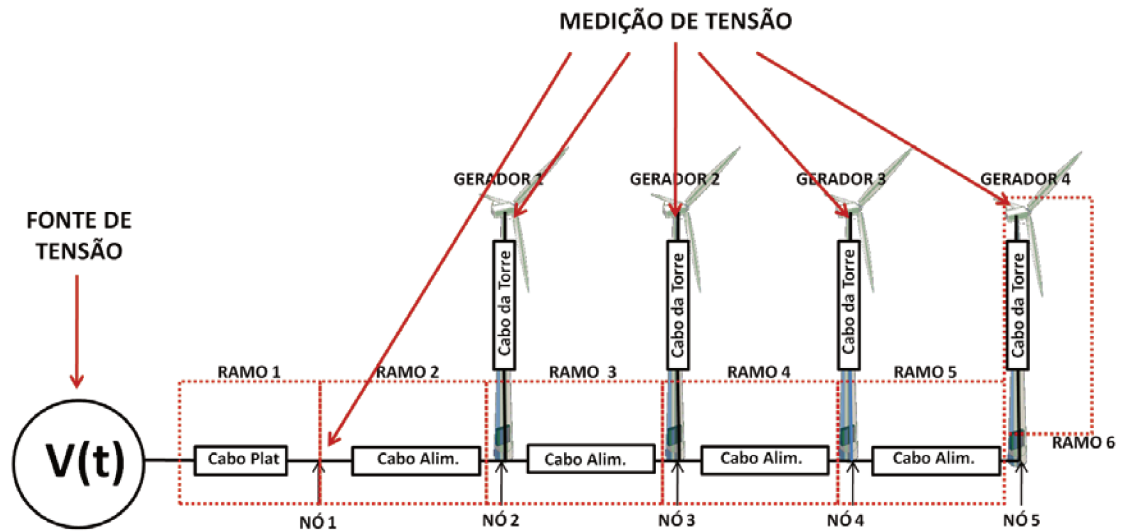 MEDIÇÃO DE TENSÃO
GERADOR 1
GERADOR 2
GERADOR 3
GERADOR 4
FONTE DE
TENSÃO
Cabo da Torre
Cabo da Torre
Cabo da Torre
Cabo da Torre
RAMO 1
RAMO 2
RAMO 3
RAMO 4
RAMO 5
RAMO 6
V(t)
Cabo Plat
Cabo Alim.
Cabo Alim.
Cabo Alim.
Cabo Alim.
NÓ 1
NÓ 2
NÓ 3
NÓ 4
NÓ 5